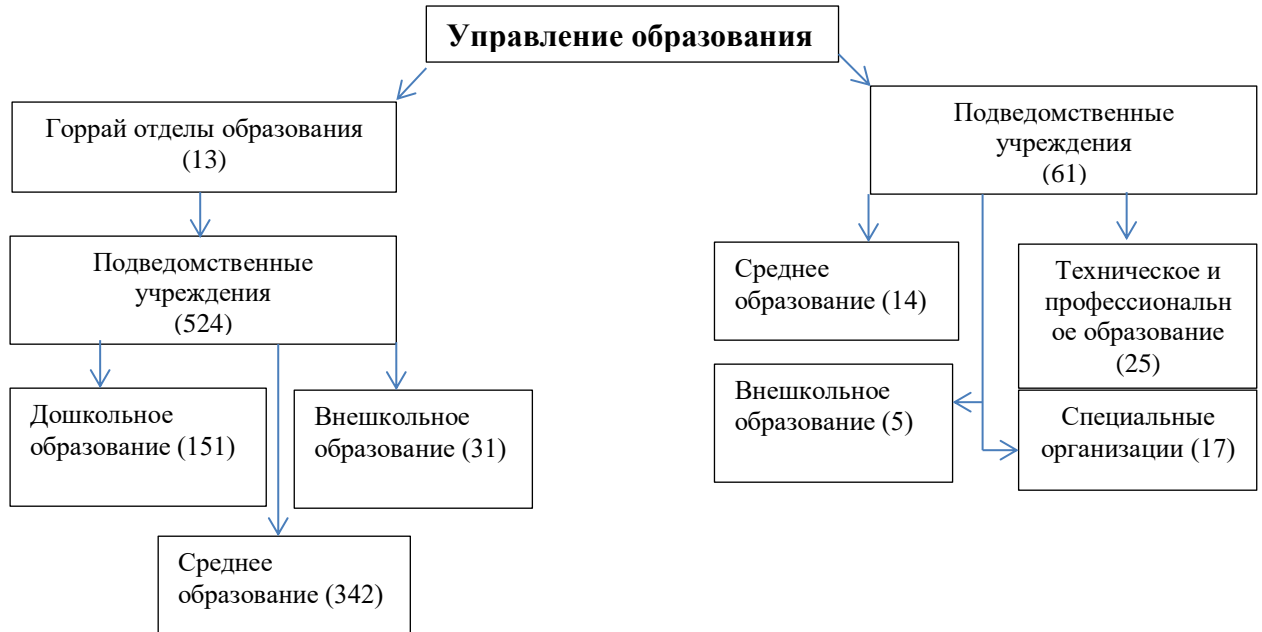 Управление образования
Горрай отделы образования
(13)
Подведомственные
учреждения
(61)
Подведомственные
учреждения
(524)
Среднее
образование (14)
Техническое и
профессиональн
ое образование
(25)
Дошкольное
образование (151)
Внешкольное
образование (31)
Внешкольное
образование (5)
Специальные
организации (17)
Среднее
образование (342)